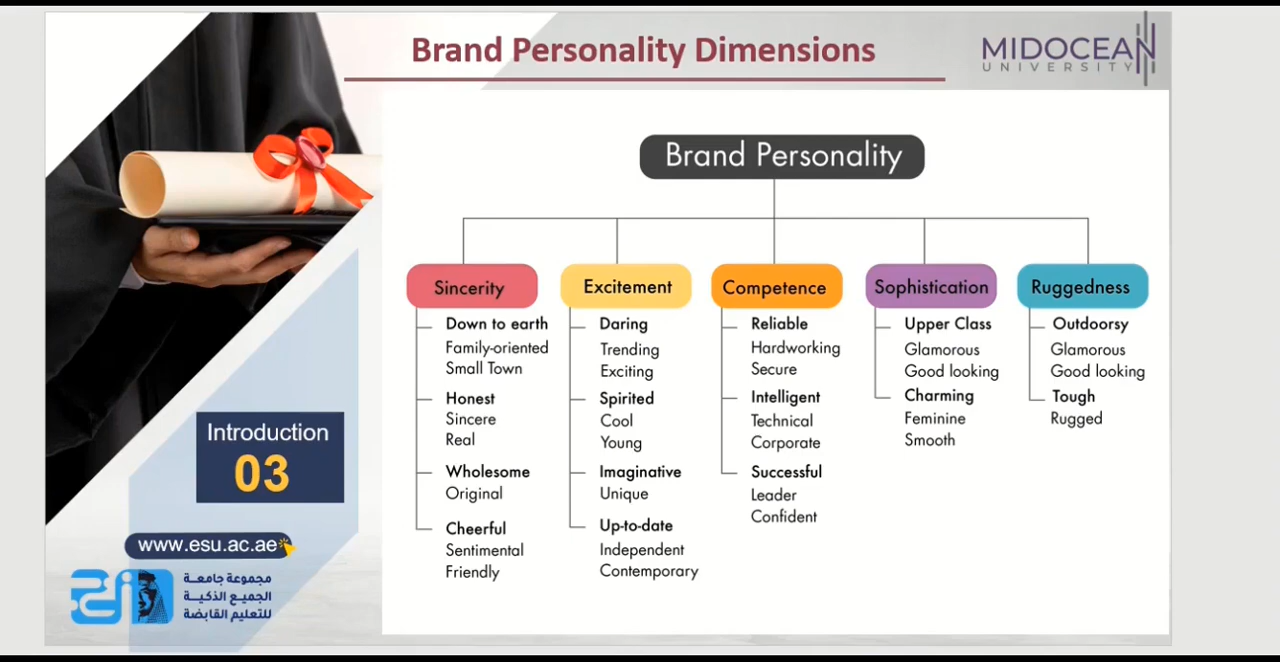 Brand Personality Dimensions
MIDOCEAN
UNIVERSITY
Brand Personality
Sincerity
Down to earth
Family-oriented
Small Town
Honest
Sincere
Real
Wholesome
Original
Cheerful
Sentimental
Friendly
Excitement
Daring
Trending
Exciting
Spirited
Cool
Young
Imaginative
Unique
Up-to-date
Independent
Contemporary
Competence
Reliable
Hardworking
Secure
Intelligent
Technical
Corporate
Successful
Leader
Confident
Sophistication
Upper Class
Glamorous
Good looking
Charming
Feminine
Smooth
Ruggedness
Outdoorsy
Glamorous
Good looking
Tough
Rugged
Introduction
03
www.esu.ac.ae
مجموعة جامعة
الجميع الذكية
للتعليم القابضة